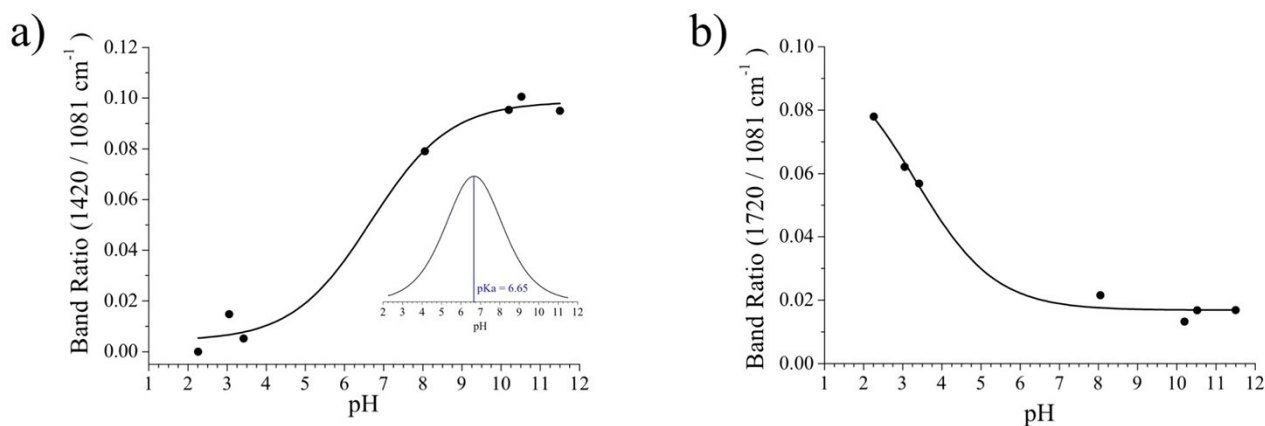 a)
Band Ratio (1420 / 1081 cm⁻¹)
0.12
0.10
0.08
0.06
0.04
0.02
0.00
1 2 3 4 5 6 7 8 9 10 11 12
pH
pKa = 6.65
2 3 4 5 6 7 8 9 10 11 12
pH
b)
Band Ratio (1720 / 1081 cm⁻¹)
0.10
0.08
0.06
0.04
0.02
0.00
1 2 3 4 5 6 7 8 9 10 11 12
pH